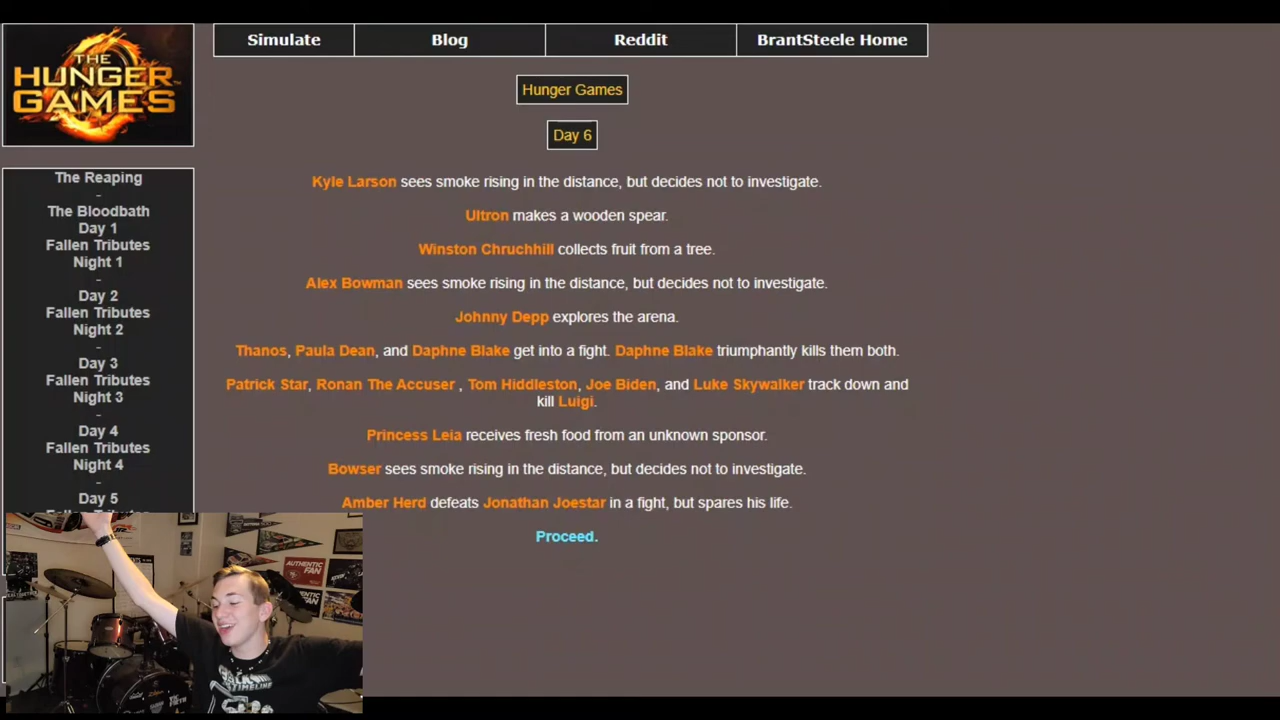 THE
HUNGER
GAMES
Simulate
Blog
Reddit
BrantSteele Home
Hunger Games
Day 6
The Reaping
-
The Bloodbath
Day 1
Fallen Tributes
Night 1
-
Day 2
Fallen Tributes
Night 2
-
Day 3
Fallen Tributes
Night 3
-
Day 4
Fallen Tributes
Night 4
-
Day 5
Kyle Larson sees smoke rising in the distance, but decides not to investigate.
Ultron makes a wooden spear.
Winston Chruchhill collects fruit from a tree.
Alex Bowman sees smoke rising in the distance, but decides not to investigate.
Johnny Depp explores the arena.
Thanos, Paula Dean, and Daphne Blake get into a fight. Daphne Blake triumphantly kills them both.
Patrick Star, Ronan The Accuser , Tom Hiddleston, Joe Biden, and Luke Skywalker track down and
kill Luigi.
Princess Leia receives fresh food from an unknown sponsor.
Bowser sees smoke rising in the distance, but decides not to investigate.
Amber Herd defeats Jonathan Joestar in a fight, but spares his life.
Proceed.
AUTHENTIC
FAN
AUTHENTIC
FAN